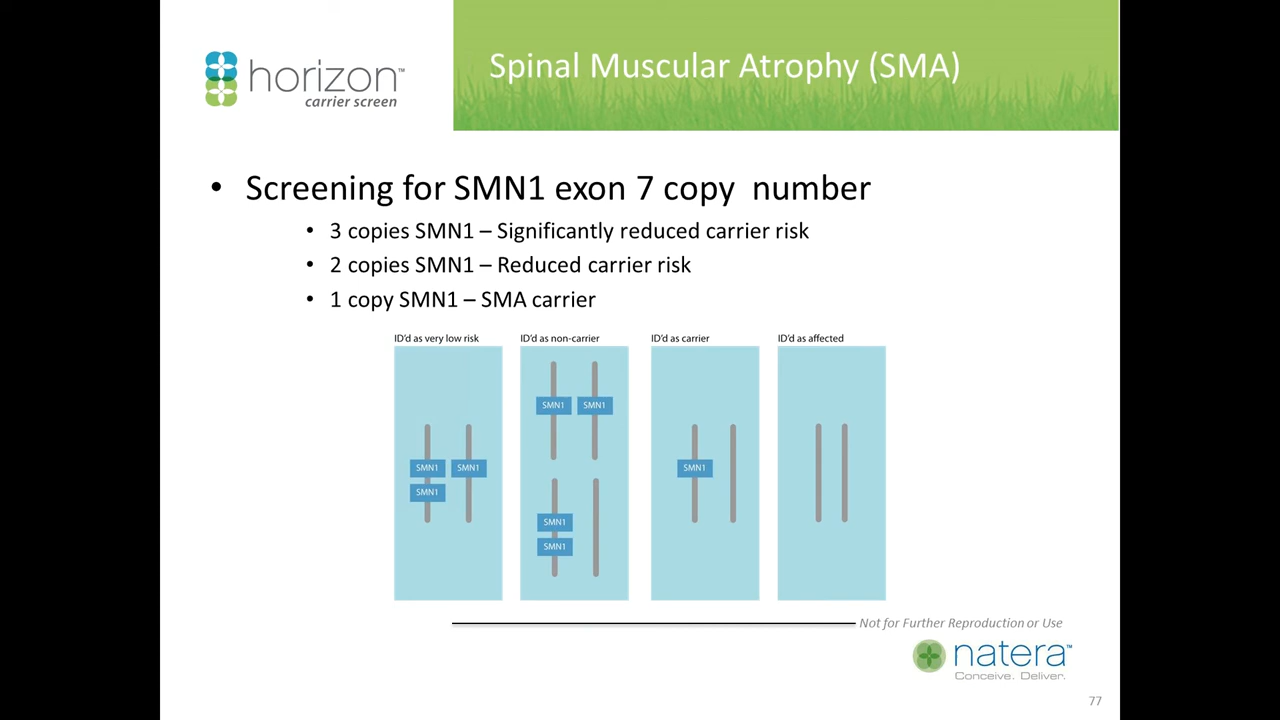 horizon™
carrier screen
Spinal Muscular Atrophy (SMA)
• Screening for SMN1 exon 7 copy number
• 3 copies SMN1 – Significantly reduced carrier risk
• 2 copies SMN1 – Reduced carrier risk
• 1 copy SMN1 – SMA carrier
ID'd as very low risk
SMN1 SMN1
SMN1
ID'd as non-carrier
SMN1 SMN1
SMN1
SMN1
ID'd as carrier
SMN1
ID'd as affected
Not for Further Reproduction or Use
natera™
Conceive. Deliver.
77